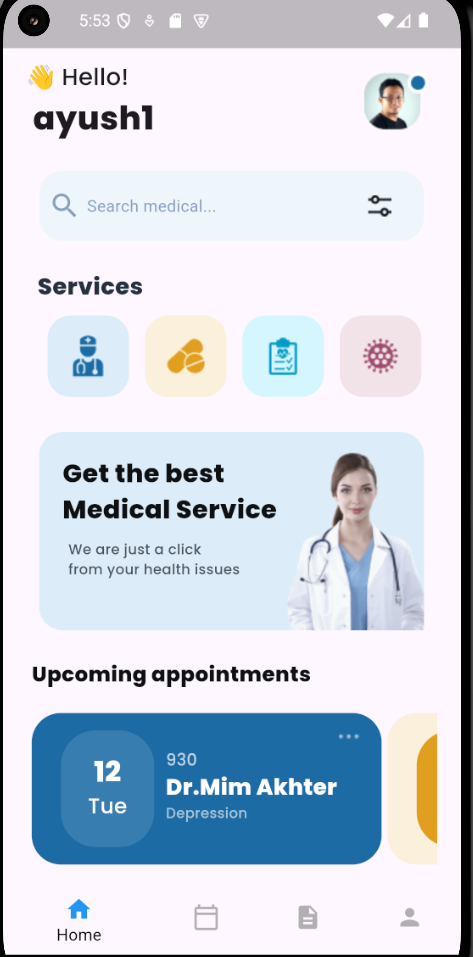 5:53
👋 Hello!
ayush1
Search medical...
Services
Get the best
Medical Service
We are just a click
from your health issues
Upcoming appointments
12
Tue
930
Dr.Mim Akhter
Depression
Home